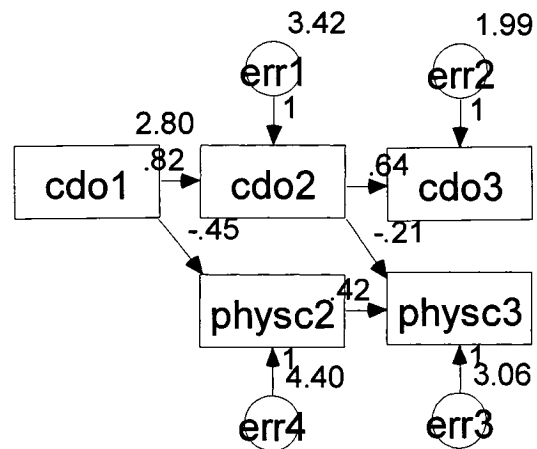 3.42 1.99
err1 err2
1 1
2.80
.82 .64
cdo1 cdo2 cdo3
-.45 -.21
.42
physc2 physc3
1 1
4.40 3.06
err4 err3